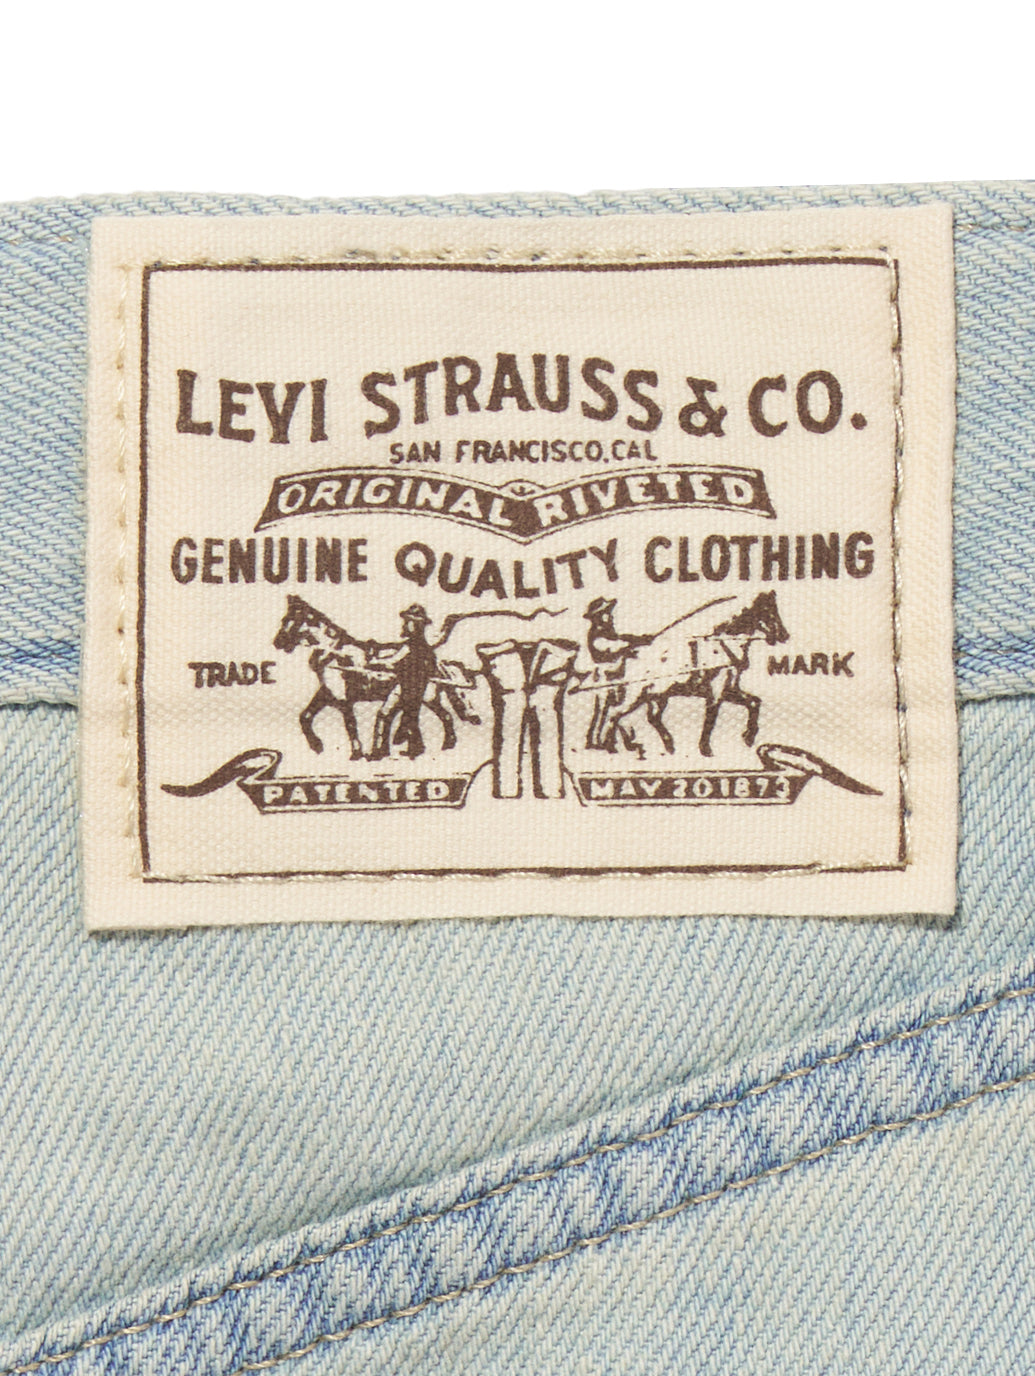 LEVI STRAUSS & CO.
SAN FRANCISCO, CAL
ORIGINAL RIVETED
GENUINE QUALITY CLOTHING
TRADE MARK
PATENTED MAY 20 1873